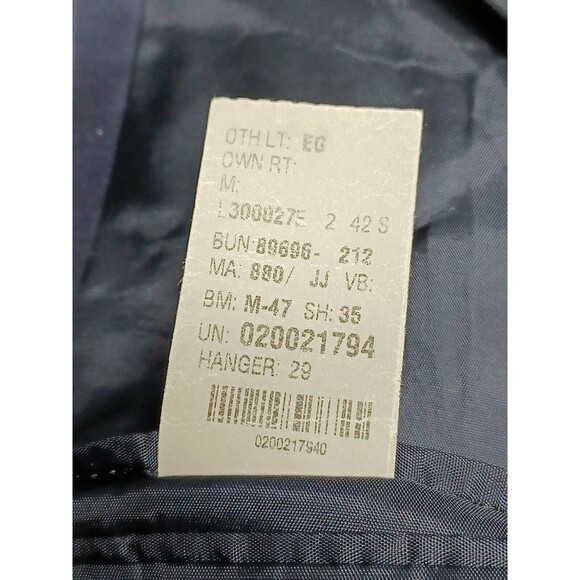 OTH LT: EG
OWN RT:
M:
L3000275 2 42 S
BUN:89696- 212
MA: 880/ JJ VB:
BM: M-47 SH: 35
UN: 020021794
HANGER: 29
0200217940